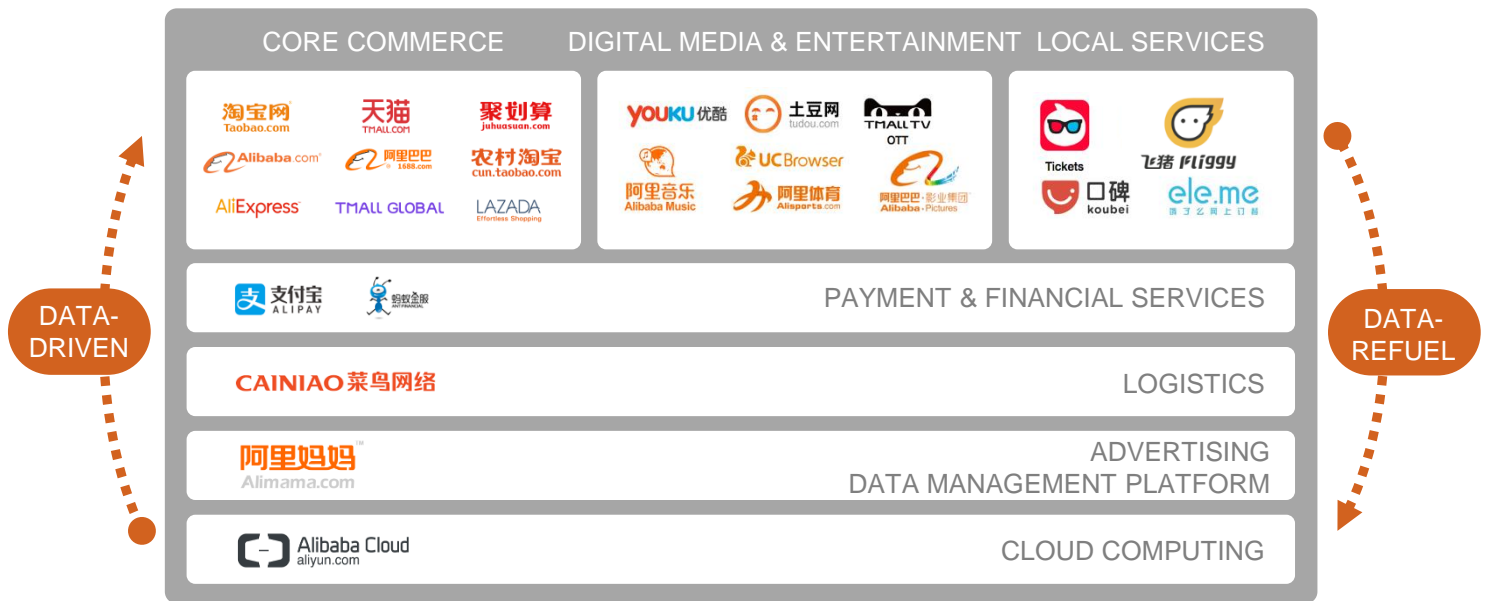 CORE COMMERCE
DIGITAL MEDIA & ENTERTAINMENT
LOCAL SERVICES
淘宝网
Taobao.com
天猫
TMALL.COM
聚划算
juhuasuan.com
Alibaba.com
阿里巴巴
1688.com
农村淘宝
cun.taobao.com
AliExpress
TMALL GLOBAL
LAZADA
Effortless Shopping
YOUKU 优酷
土豆网
tudou.com
TMALL TV
OTT
阿里音乐
Alibaba Music
UC Browser
阿里体育
Alisports.com
阿里巴巴·影业集团
Alibaba·Pictures
Tickets
飞猪 Fliggy
口碑
koubei
ele.me
饿了么网上订餐
DATA-
DRIVEN
支 支付宝
ALIPAY
蚂蚁金服
ANT FINANCIAL
PAYMENT & FINANCIAL SERVICES
DATA-
REFUEL
CAINIAO 菜鸟网络
LOGISTICS
阿里妈妈™
Alimama.com
ADVERTISING
DATA MANAGEMENT PLATFORM
Alibaba Cloud
aliyun.com
CLOUD COMPUTING